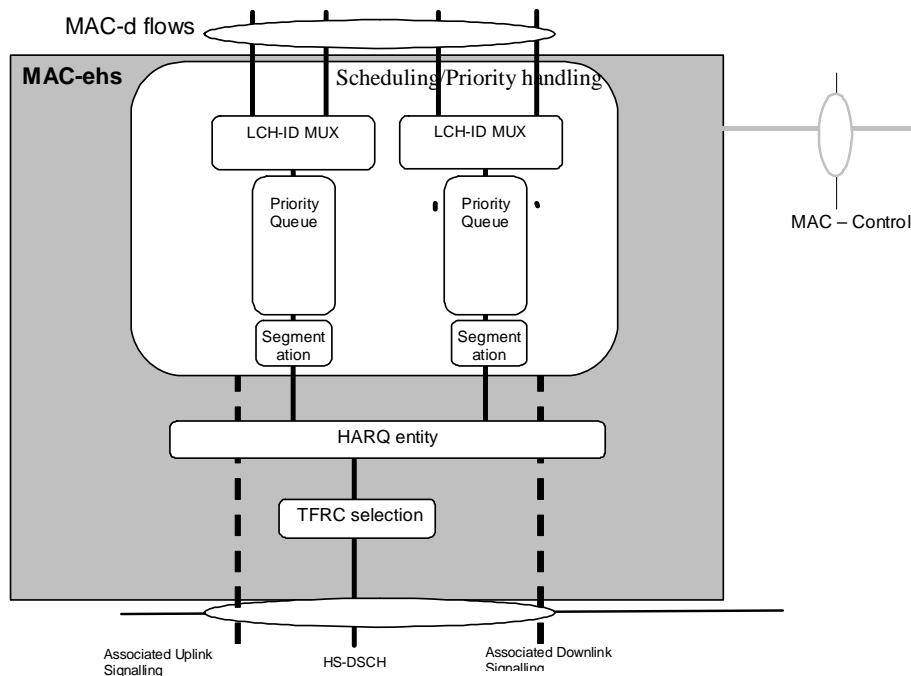 MAC-d flows
MAC-ehs
Scheduling/Priority handling
LCH-ID MUX
LCH-ID MUX
Priority
Queue
Priority
Queue
MAC – Control
Segment
ation
Segment
ation
HARQ entity
TFRC selection
Associated Uplink
Signalling
HS-DSCH
Associated Downlink
Signalling